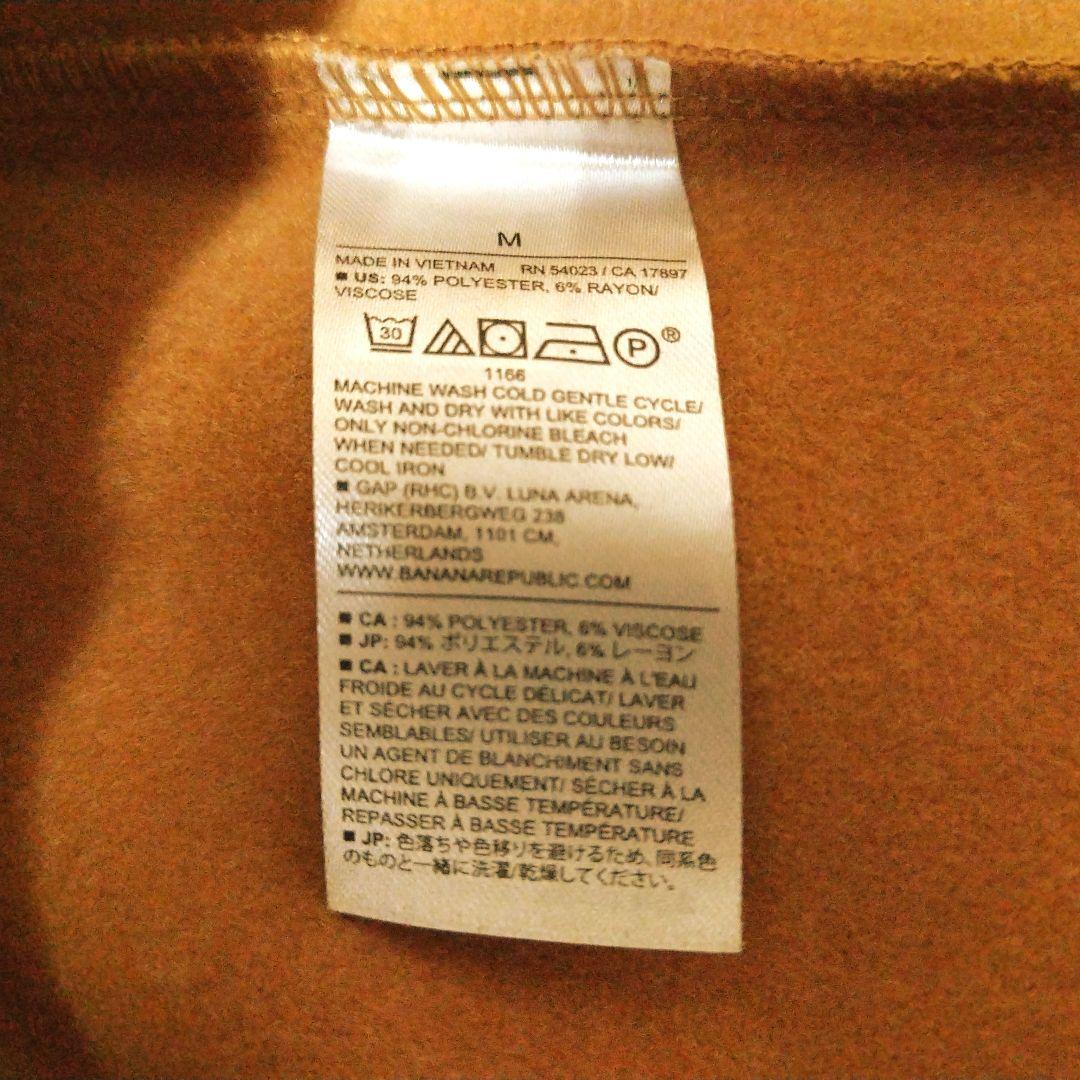 M
MADE IN VIETNAM RN 54023 / CA 17897
■ US: 94% POLYESTER, 6% RAYON/
VISCOSE
30 P ®
1166
MACHINE WASH COLD GENTLE CYCLE/
WASH AND DRY WITH LIKE COLORS/
ONLY NON-CHLORINE BLEACH
WHEN NEEDED/ TUMBLE DRY LOW/
COOL IRON
■ GAP (RHC) B.V. LUNA ARENA,
HERIKERBERGWEG 238
AMSTERDAM, 1101 CM,
NETHERLANDS
WWW.BANANAREPUBLIC.COM
■ CA : 94% POLYESTER, 6% VISCOSE
■ JP: 94% ポリエステル, 6% レーヨン
■ CA : LAVER À LA MACHINE À L'EAU
FROIDE AU CYCLE DÉLICAT/ LAVER
ET SÉCHER AVEC DES COULEURS
SEMBLABLES/ UTILISER AU BESOIN
UN AGENT DE BLANCHIMENT SANS
CHLORE UNIQUEMENT/ SÉCHER À LA
MACHINE À BASSE TEMPÉRATURE/
REPASSER À BASSE TEMPÉRATURE
■ JP: 色落ちや色移りを避けるため、同系色
のものと一緒に洗濯/乾燥してください。